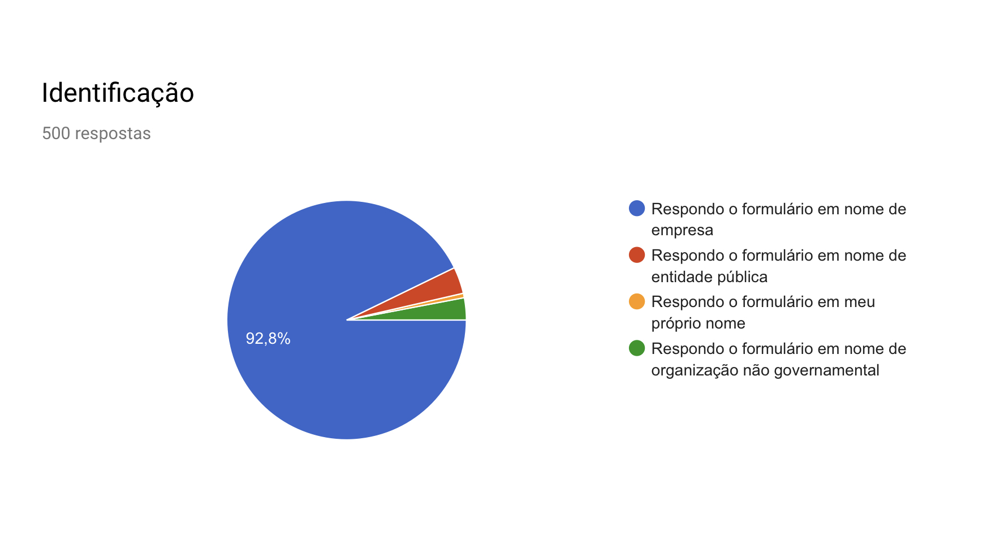 Identificação
500 respostas
92,8%
Respondo o formulário em nome de
empresa
Respondo o formulário em nome de
entidade pública
Respondo o formulário em meu
próprio nome
Respondo o formulário em nome de
organização não governamental